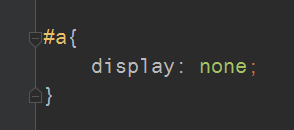 #a{
    display: none;
}